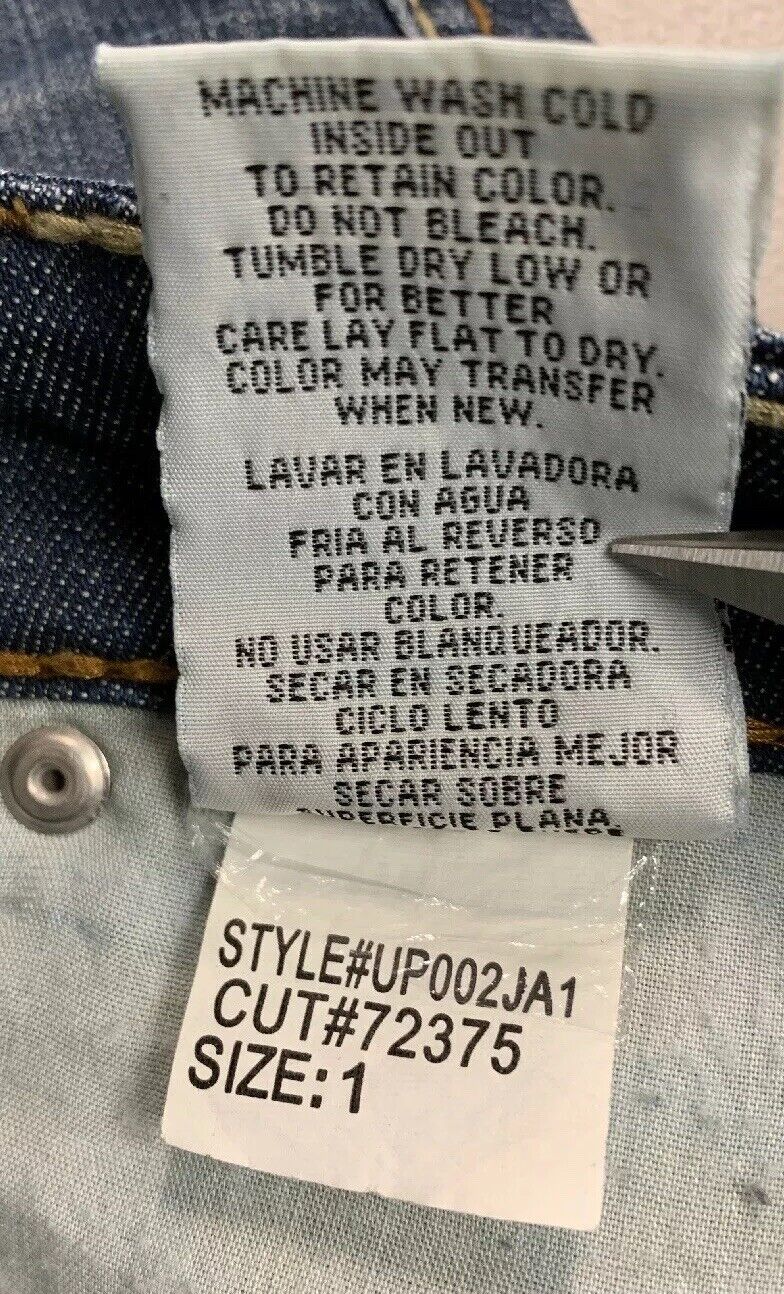 MACHINE WASH COLD
INSIDE OUT
TO RETAIN COLOR.
DO NOT BLEACH.
TUMBLE DRY LOW OR
FOR BETTER
CARE LAY FLAT TO DRY.
COLOR MAY TRANSFER
WHEN NEW.
LAVAR EN LAVADORA
CON AGUA
FRIA AL REVERSO
PARA RETENER
COLOR.
NO USAR BLANQUEADOR.
SECAR EN SECADORA
CICLO LENTO
PARA APARIENCIA MEJOR
SECAR SOBRE
SUPERFICIE PLANA.
STYLE#UP002JA1
CUT#72375
SIZE:1